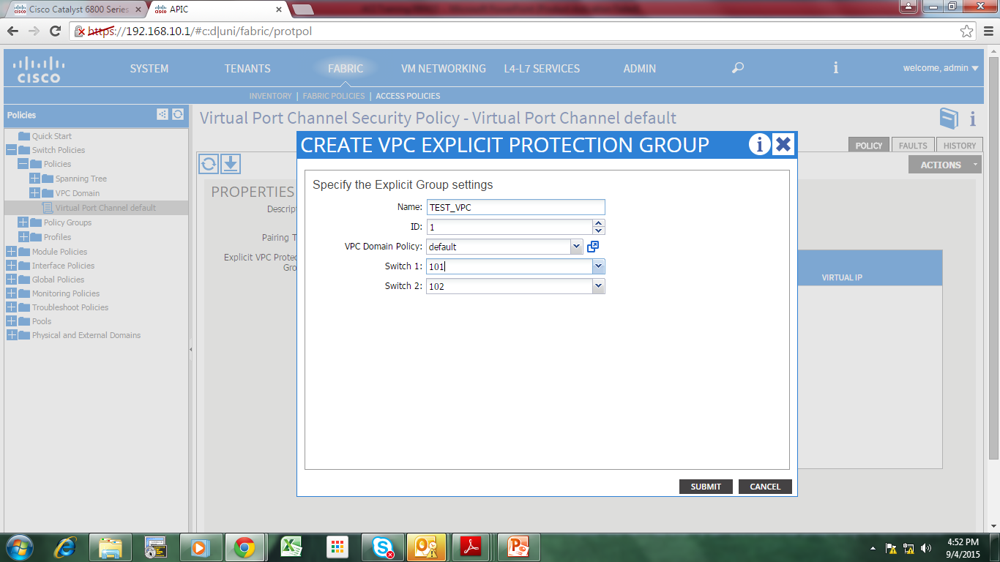 Cisco Catalyst 6800 Series
APIC
https://192.168.10.1/#c:d|uni/fabric/protpol
CISCO
SYSTEM
TENANTS
FABRIC
VM NETWORKING
L4-L7 SERVICES
ADMIN
welcome, admin
INVENTORY | FABRIC POLICIES | ACCESS POLICIES
Policies
Quick Start
Switch Policies
Policies
Spanning Tree
VPC Domain
Virtual Port Channel default
Policy Groups
Profiles
Module Policies
Interface Policies
Global Policies
Monitoring Policies
Troubleshoot Policies
Pools
Physical and External Domains
Virtual Port Channel Security Policy - Virtual Port Channel default
POLICY
FAULTS
HISTORY
ACTIONS
PROPERTIES
Descript
Pairing T
Explicit VPC Protec
Gro
VIRTUAL IP
CREATE VPC EXPLICIT PROTECTION GROUP
Specify the Explicit Group settings
Name: TEST_VPC
ID: 1
VPC Domain Policy: default
Switch 1: 101
Switch 2: 102
SUBMIT
CANCEL
4:52 PM
9/4/2015